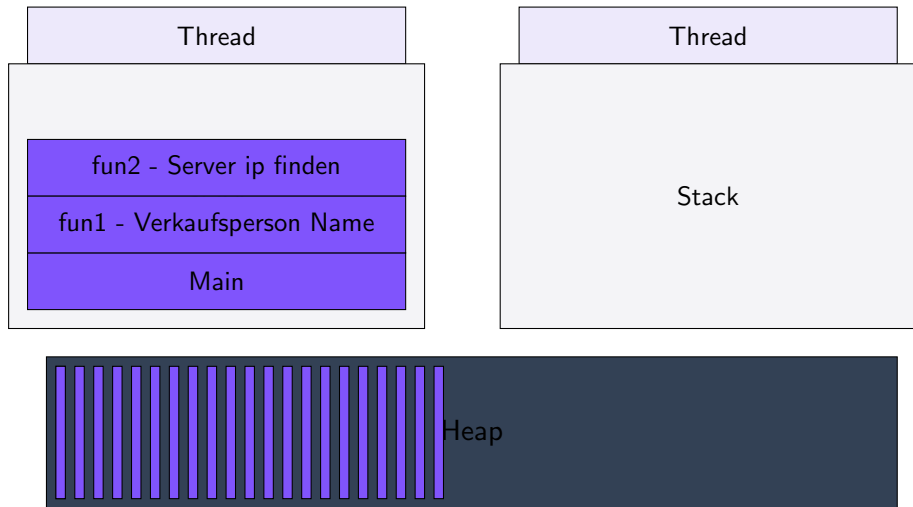 Thread
Thread
fun2 - Server ip finden
fun1 - Verkaufsperson Name
Main
Stack
Heap